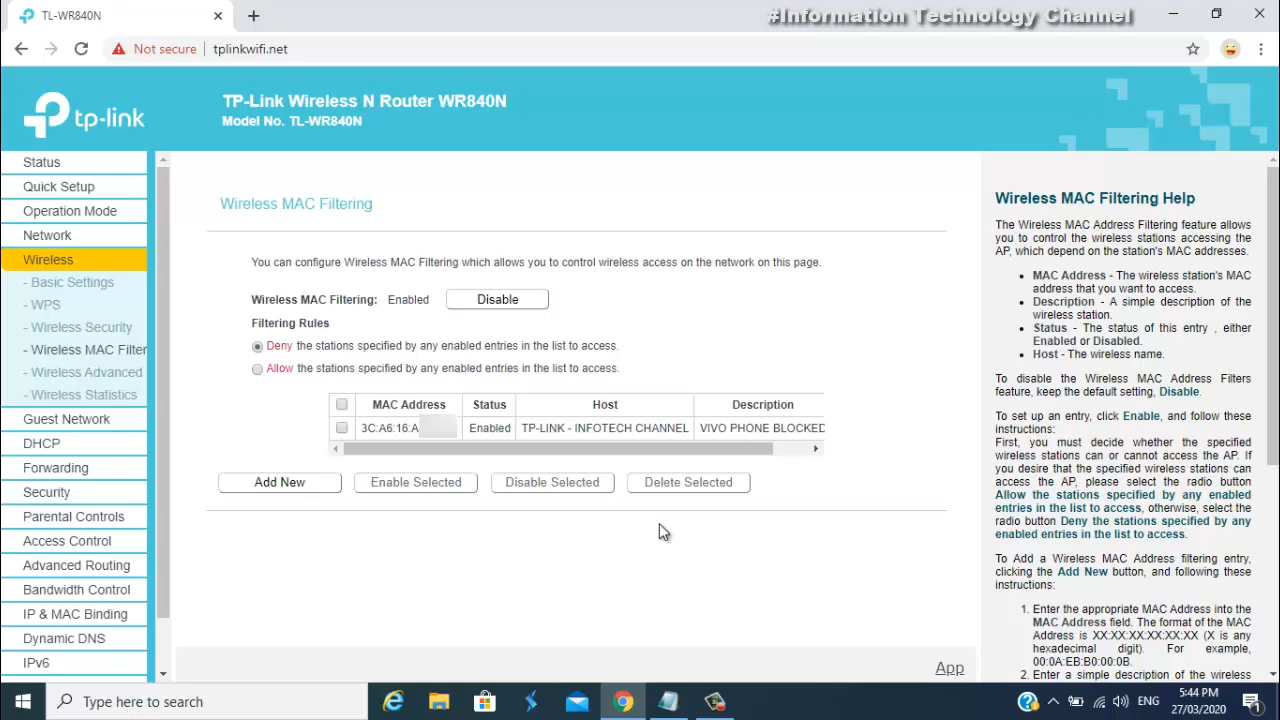 TL-WR840N
#Information Technology Channel
Not secure
tplinkwifi.net
tp-link
TP-Link Wireless N Router WR840N
Model No. TL-WR840N
Status
Quick Setup
Operation Mode
Network
Wireless
- Basic Settings
- WPS
- Wireless Security
- Wireless MAC Filter
- Wireless Advanced
- Wireless Statistics
Guest Network
DHCP
Forwarding
Security
Parental Controls
Access Control
Advanced Routing
Bandwidth Control
IP & MAC Binding
Dynamic DNS
IPv6
Wireless MAC Filtering
You can configure Wireless MAC Filtering which allows you to control wireless access on the network on this page.
Wireless MAC Filtering: Enabled Disable
Filtering Rules
Deny the stations specified by any enabled entries in the list to access.
Allow the stations specified by any enabled entries in the list to access.
MAC Address Status Host Description
3C:A6:16:A Enabled TP-LINK - INFOTECH CHANNEL VIVO PHONE BLOCKED
Add New Enable Selected Disable Selected Delete Selected
App
Wireless MAC Filtering Help
The Wireless MAC Address Filtering feature allows
you to control the wireless stations accessing the
AP, which depend on the station's MAC addresses.
• MAC Address - The wireless station's MAC
address that you want to access.
• Description - A simple description of the
wireless station.
• Status - The status of this entry , either
Enabled or Disabled.
• Host - The wireless name.
To disable the Wireless MAC Address Filters
feature, keep the default setting, Disable.
To set up an entry, click Enable, and follow these
instructions:
First, you must decide whether the specified
wireless stations can or cannot access the AP. If
you desire that the specified wireless stations can
access the AP, please select the radio button
Allow the stations specified by any enabled
entries in the list to access, otherwise, select the
radio button Deny the stations specified by any
enabled entries in the list to access.
To Add a Wireless MAC Address filtering entry,
clicking the Add New button, and following these
instructions:
1. Enter the appropriate MAC Address into the
MAC Address field. The format of the MAC
Address is XX:XX:XX:XX:XX:XX (X is any
hexadecimal digit). For example,
00:0A:EB:B0:00:0B.
2. Enter a simple description of the wireless
Type here to search
ENG
5:44 PM
27/03/2020
1